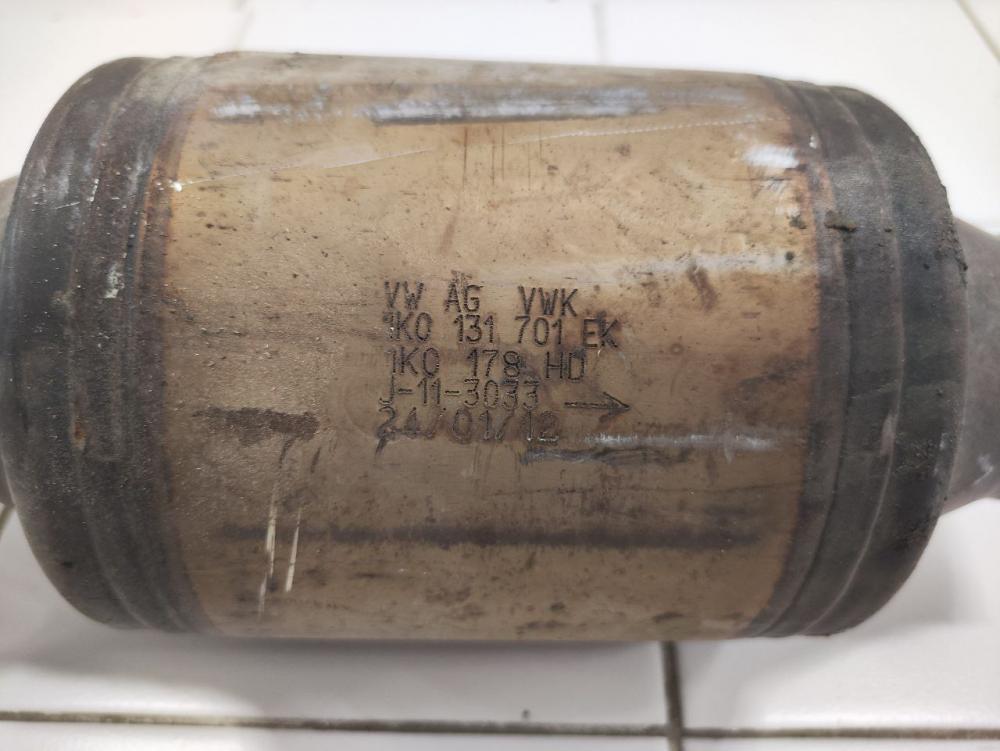 VW AG VWK
1K0 131 701 EK
1K0 178 HD
J-11-3033 →
24/01/12